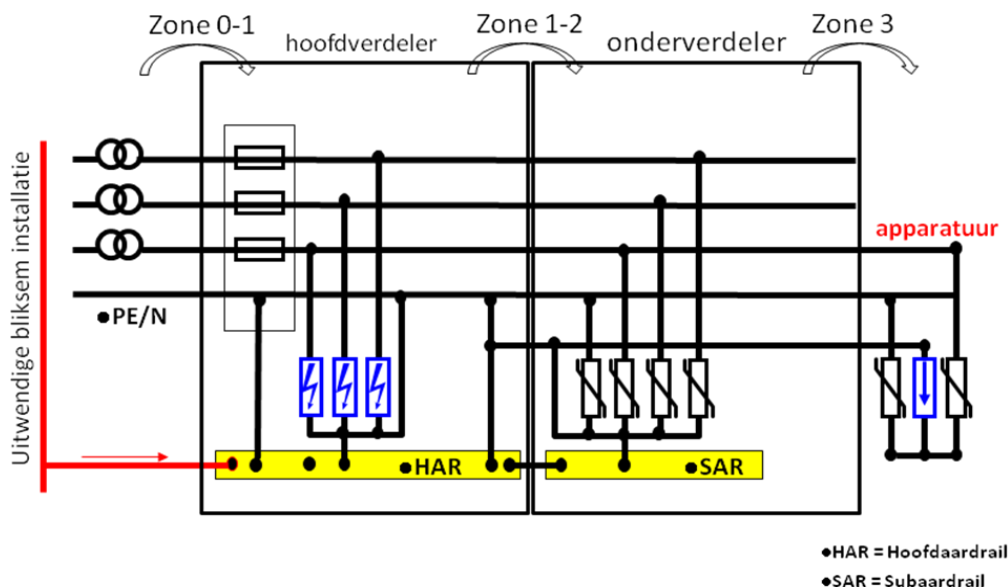 Zone 0-1
hoofdverdeler
Zone 1-2
onderverdeler
Zone 3
Uitwendige bliksem installatie
apparatuur
•PE/N
•HAR
•SAR
•HAR = Hoofdaardrail
•SAR = Subaardrail